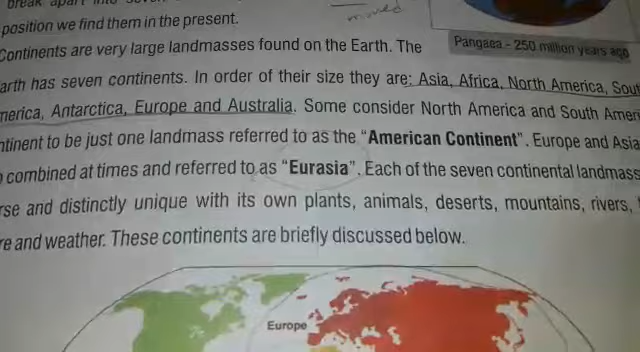 break apart into
moved
position we find them in the present.
Pangaea - 250 million years ago
Continents are very large landmasses found on the Earth. The
arth has seven continents. In order of their size they are: Asia, Africa, North America, Sout
merica, Antarctica, Europe and Australia. Some consider North America and South Ameri
ntinent to be just one landmass referred to as the "American Continent". Europe and Asia
combined at times and referred to as "Eurasia". Each of the seven continental landmass
rse and distinctly unique with its own plants, animals, deserts, mountains, rivers,
re and weather. These continents are briefly discussed below.
Europe